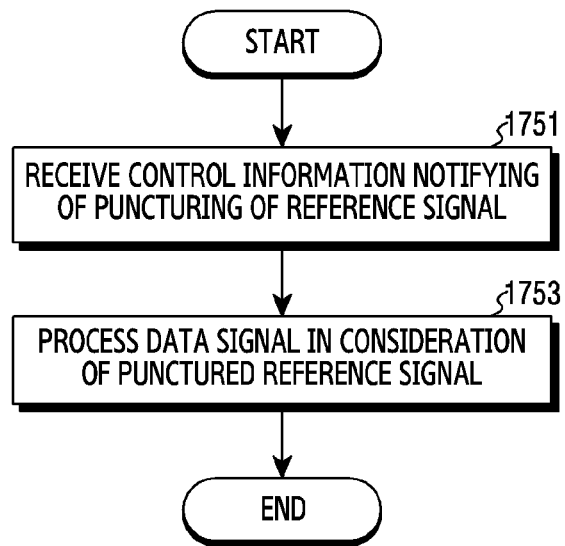 START
1751
RECEIVE CONTROL INFORMATION NOTIFYING
OF PUNCTURING OF REFERENCE SIGNAL
1753
PROCESS DATA SIGNAL IN CONSIDERATION
OF PUNCTURED REFERENCE SIGNAL
END